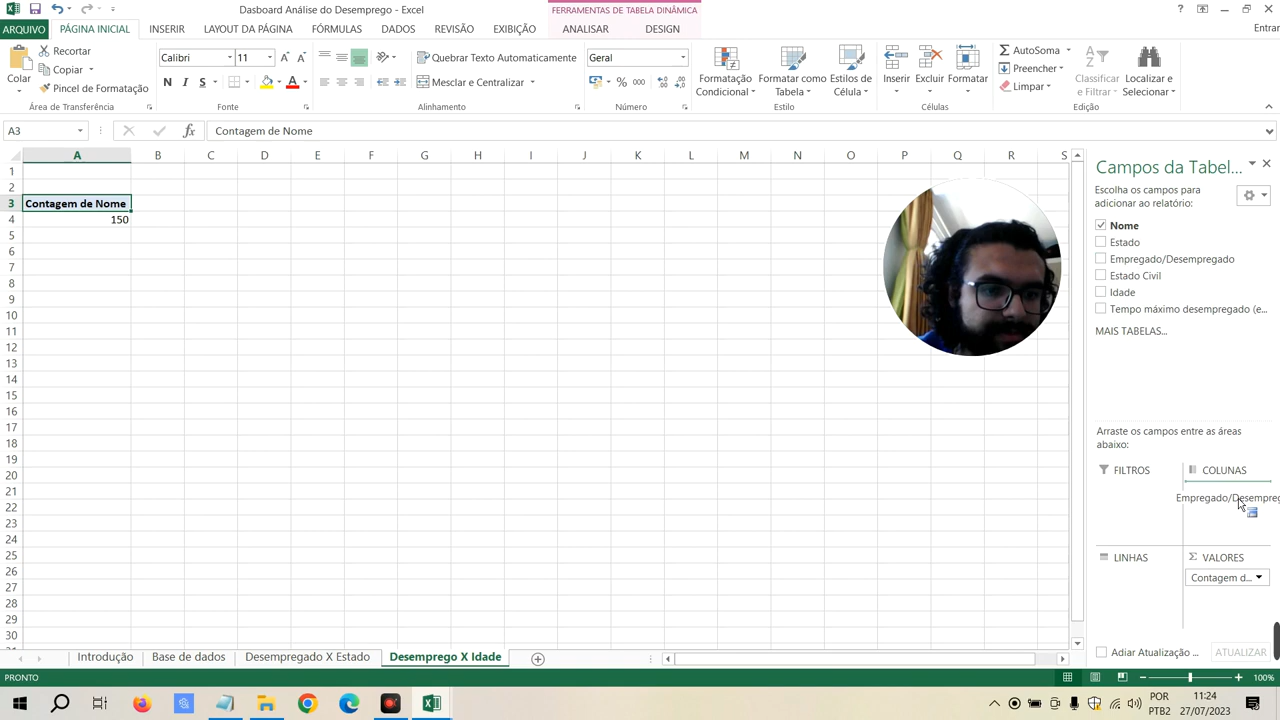 Dasboard Análise do Desemprego - Excel
FERRAMENTAS DE TABELA DINÂMICA
ARQUIVO PÁGINA INICIAL INSERIR LAYOUT DA PÁGINA FÓRMULAS DADOS REVISÃO EXIBIÇÃO ANALISAR DESIGN Entrar
Colar
Recortar
Copiar
Pincel de Formatação
Área de Transferência
Calibri 11
N I S
Fonte
Quebrar Texto Automaticamente
Mesclar e Centralizar
Alinhamento
Geral
%
Número
Formatação Condicional
Formatar como Tabela
Estilos de Célula
Estilo
Inserir Excluir Formatar
Células
AutoSoma
Preencher
Limpar
Classificar e Filtrar
Localizar e Selecionar
Edição
A3 Contagem de Nome
A B C D E F G H I J K L M N O P Q R S
1
2
3 Contagem de Nome
4 150
5
6
7
8
9
10
11
12
13
14
15
16
17
18
19
20
21
22
23
24
25
26
27
28
29
30
Campos da Tabel...
Escolha os campos para
adicionar ao relatório:
Nome
Estado
Empregado/Desempregado
Estado Civil
Idade
Tempo máximo desempregado (e...
MAIS TABELAS...
Arraste os campos entre as áreas
abaixo:
FILTROS COLUNAS
Empregado/Desempreg
LINHAS VALORES
Contagem d...
Adiar Atualização ... ATUALIZAR
Introdução Base de dados Desempregado X Estado Desemprego X Idade
PRONTO 100%
POR
PTB2
11:24
27/07/2023